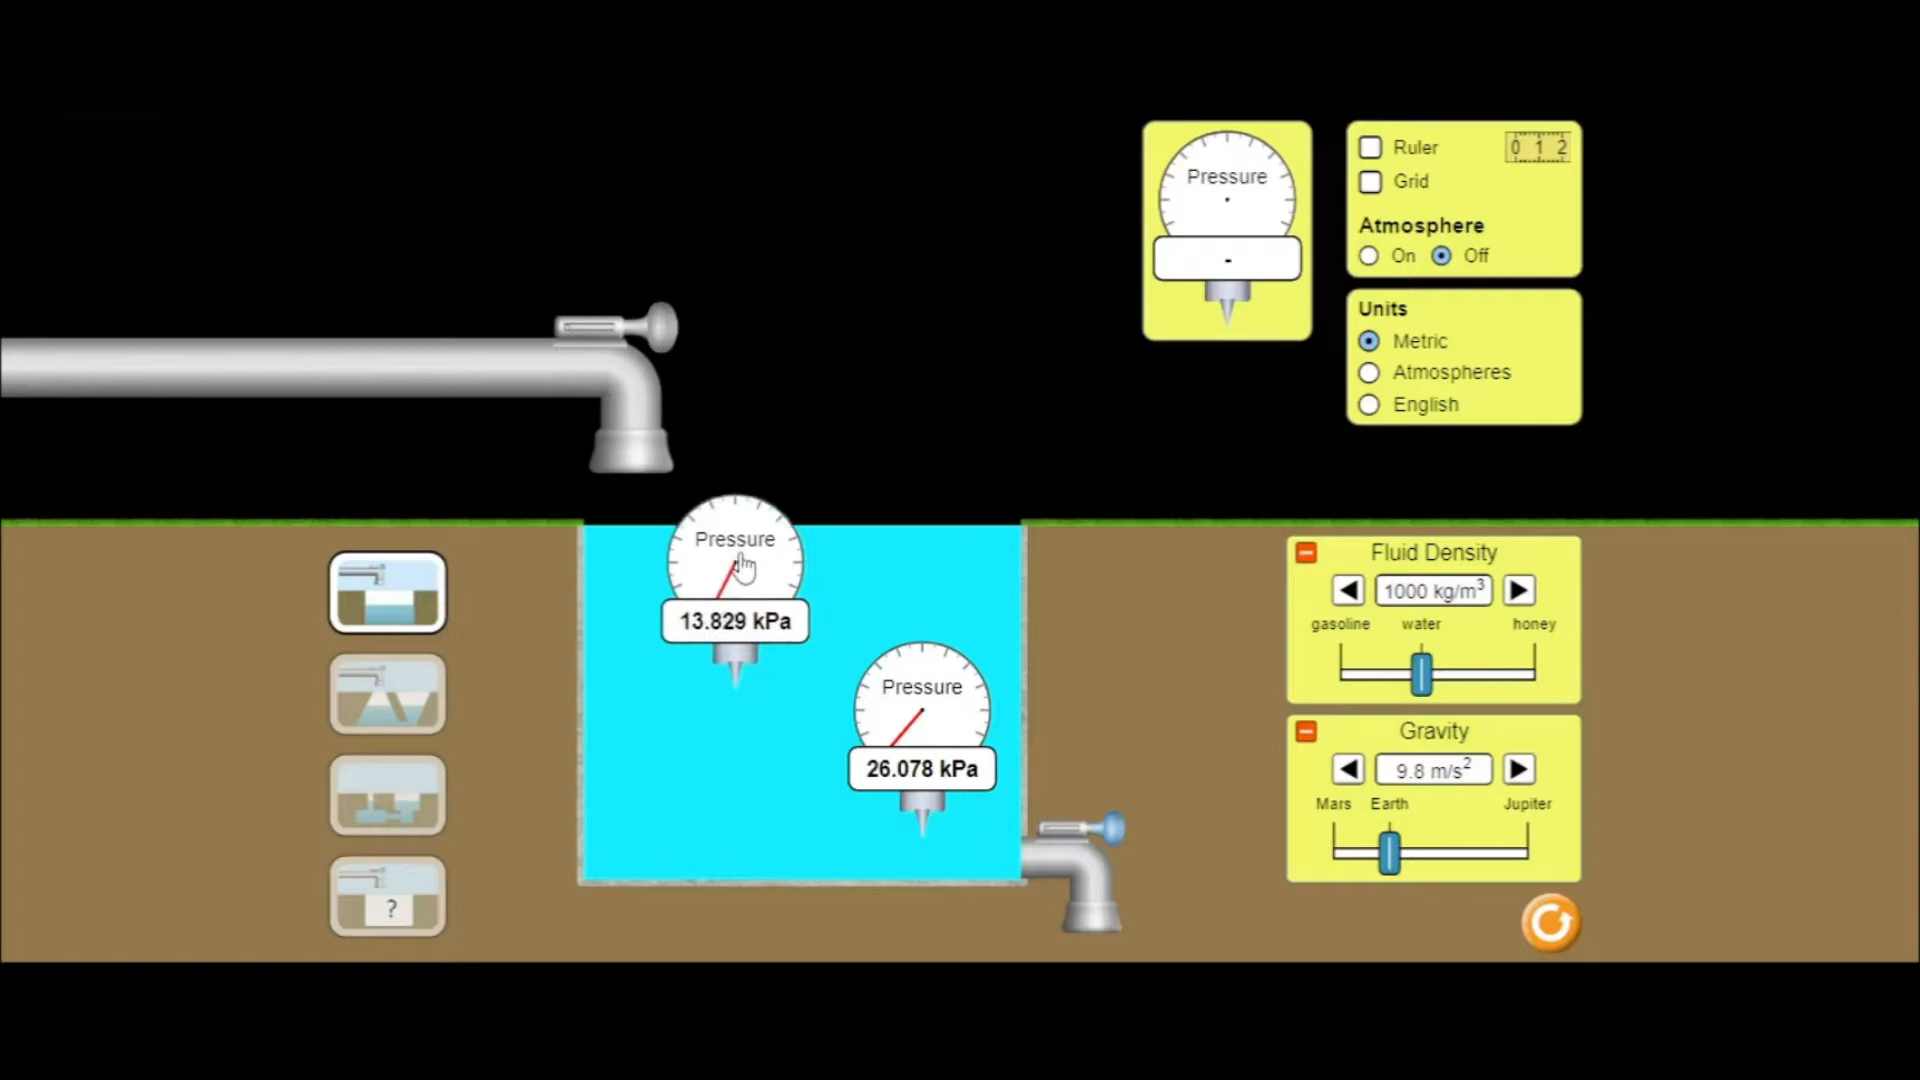 Pressure
-
Ruler
0 1 2
Grid
Atmosphere
On Off
Units
Metric
Atmospheres
English
Pressure
13.829 kPa
Pressure
26.078 kPa
?
Fluid Density
1000 kg/m³
gasoline water honey
Gravity
9.8 m/s²
Mars Earth Jupiter